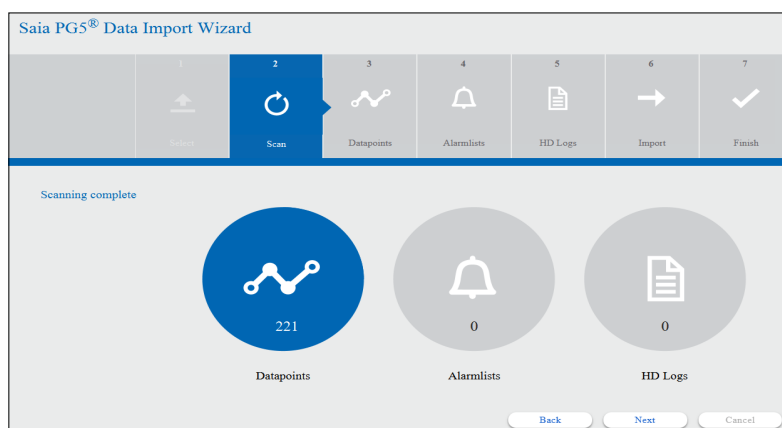 Saia PG5® Data Import Wizard
1 2 3 4 5 6 7
Select Scan Datapoints Alarmlists HD Logs Import Finish
Scanning complete
221 0 0
Datapoints Alarmlists HD Logs
Back Next Cancel